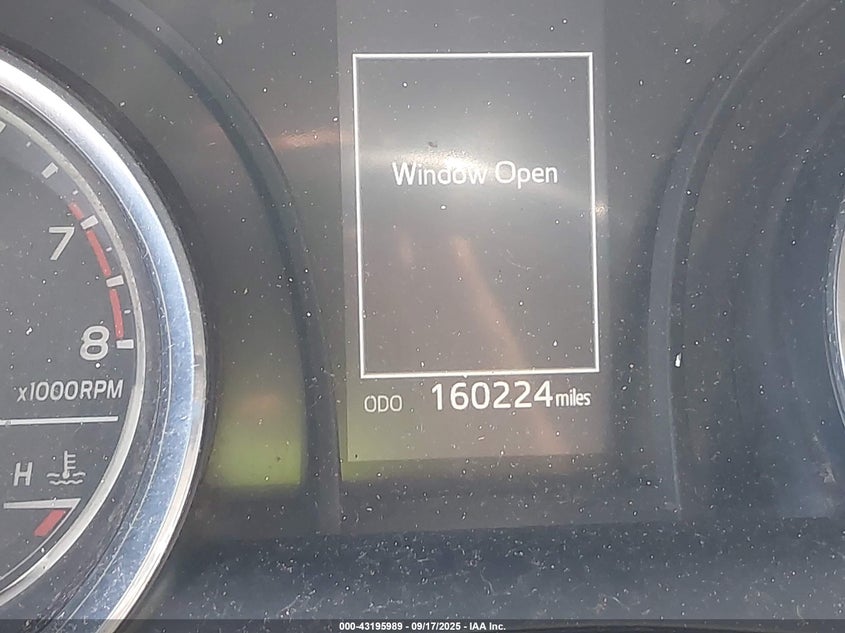 Window Open
7
8
x1000RPM
ODO 160224 miles
H
000-43195989 - 09/17/2025 - IAA Inc.